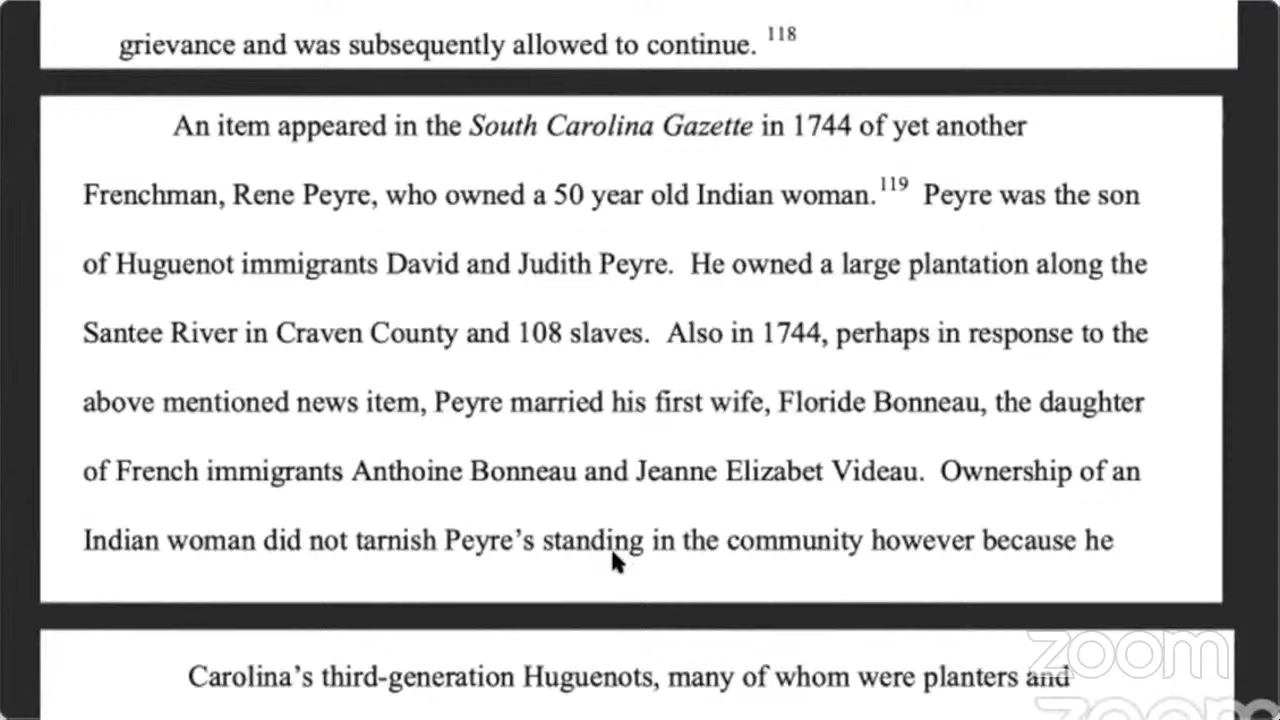 grievance and was subsequently allowed to continue. 118
An item appeared in the South Carolina Gazette in 1744 of yet another
Frenchman, Rene Peyre, who owned a 50 year old Indian woman.119 Peyre was the son
of Huguenot immigrants David and Judith Peyre. He owned a large plantation along the
Santee River in Craven County and 108 slaves. Also in 1744, perhaps in response to the
above mentioned news item, Peyre married his first wife, Floride Bonneau, the daughter
of French immigrants Anthoine Bonneau and Jeanne Elizabet Videau. Ownership of an
Indian woman did not tarnish Peyre’s standing in the community however because he
Carolina’s third-generation Huguenots, many of whom were planters and
zoom
zoom